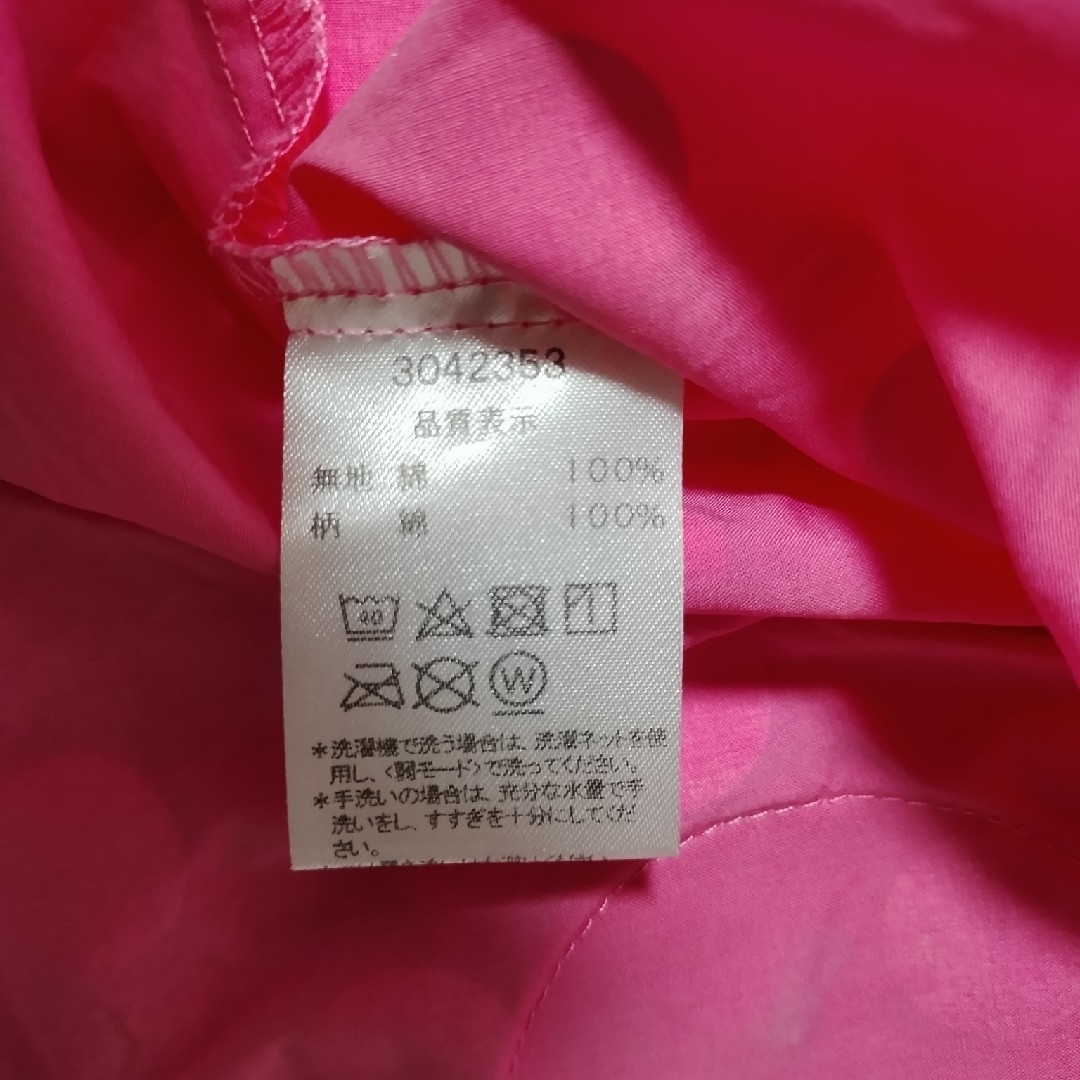 3042353
品質表示
無地 綿 100%
柄 綿 100%
40
W
*洗濯機で洗う場合は、洗濯ネットを使
用し、〈弱モード〉で洗ってください。
*手洗いの場合は、充分な水量で手
洗いをし、すすぎを十分にしてくだ
さい。